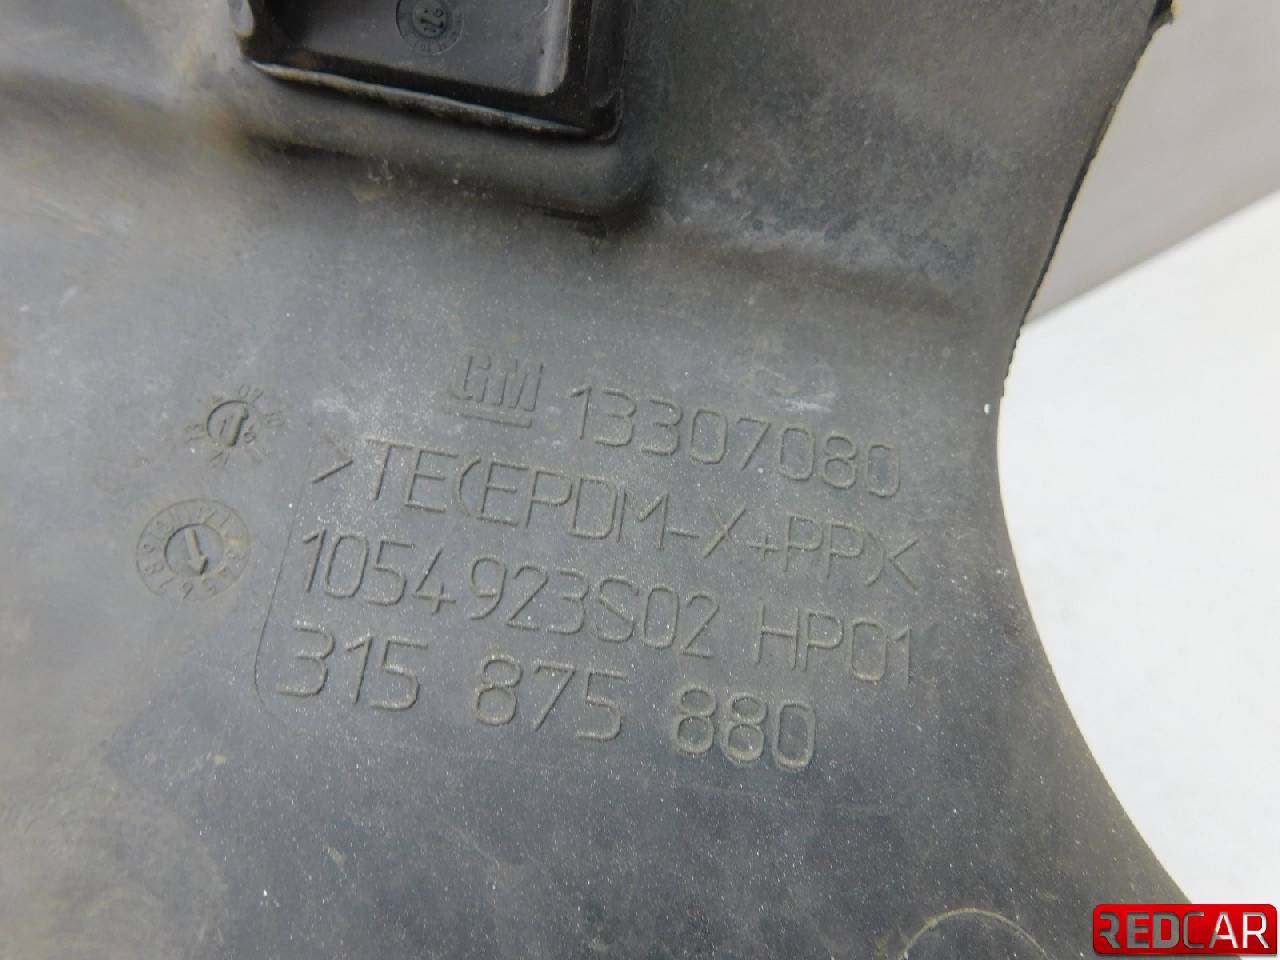 GM 13307080
>TE(EPDM-X+PP)<
1054923S02 HP01
315 875 880
REDCAR